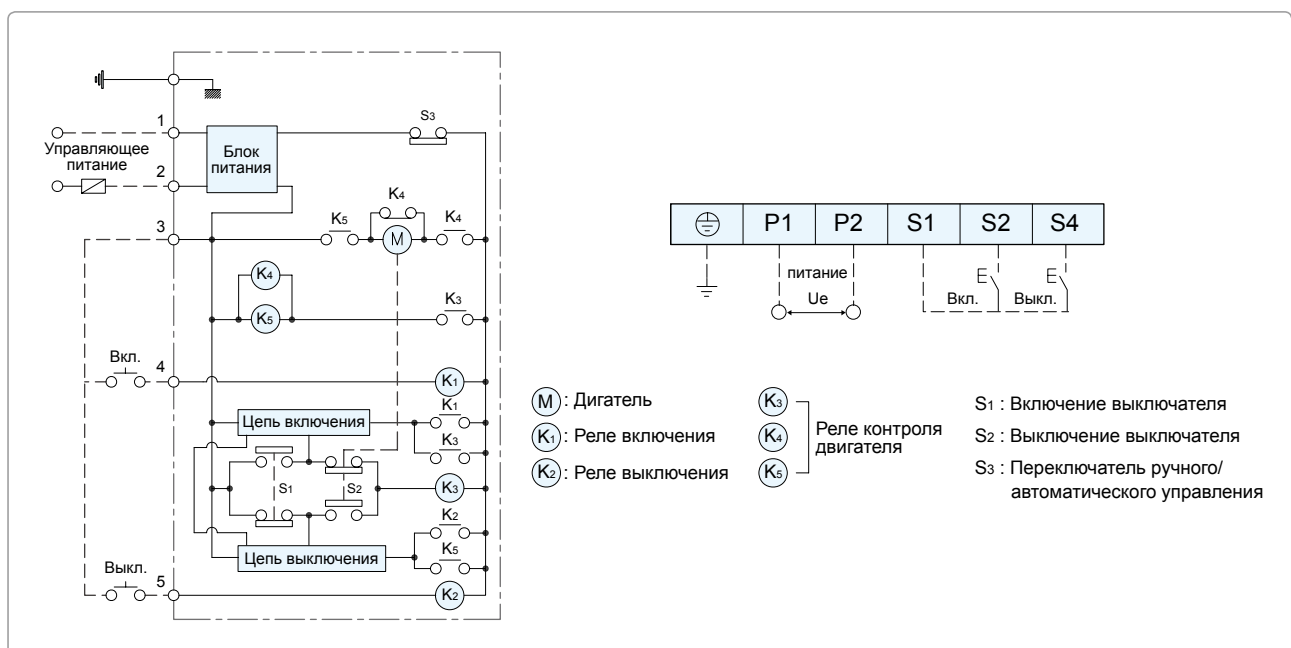 1
S3
Управляющее
питание
Блок
питания
2
K4
3
K5
M
K4
K4
K5
K3
Вкл.
4
K1
Цепь включения
K1
K3
S1
S2
K3
K2
Цепь выключения
K5
Выкл.
5
K2
P1 P2 S1 S2 S4
питание
Ue
E
E
Вкл.
Выкл.
M : Дигатель
K1 : Реле включения
K2 : Реле выключения
K3
K4
K5
Реле контроля
двигателя
S1 : Включение выключателя
S2 : Выключение выключателя
S3 : Переключатель ручного/
автоматического управления